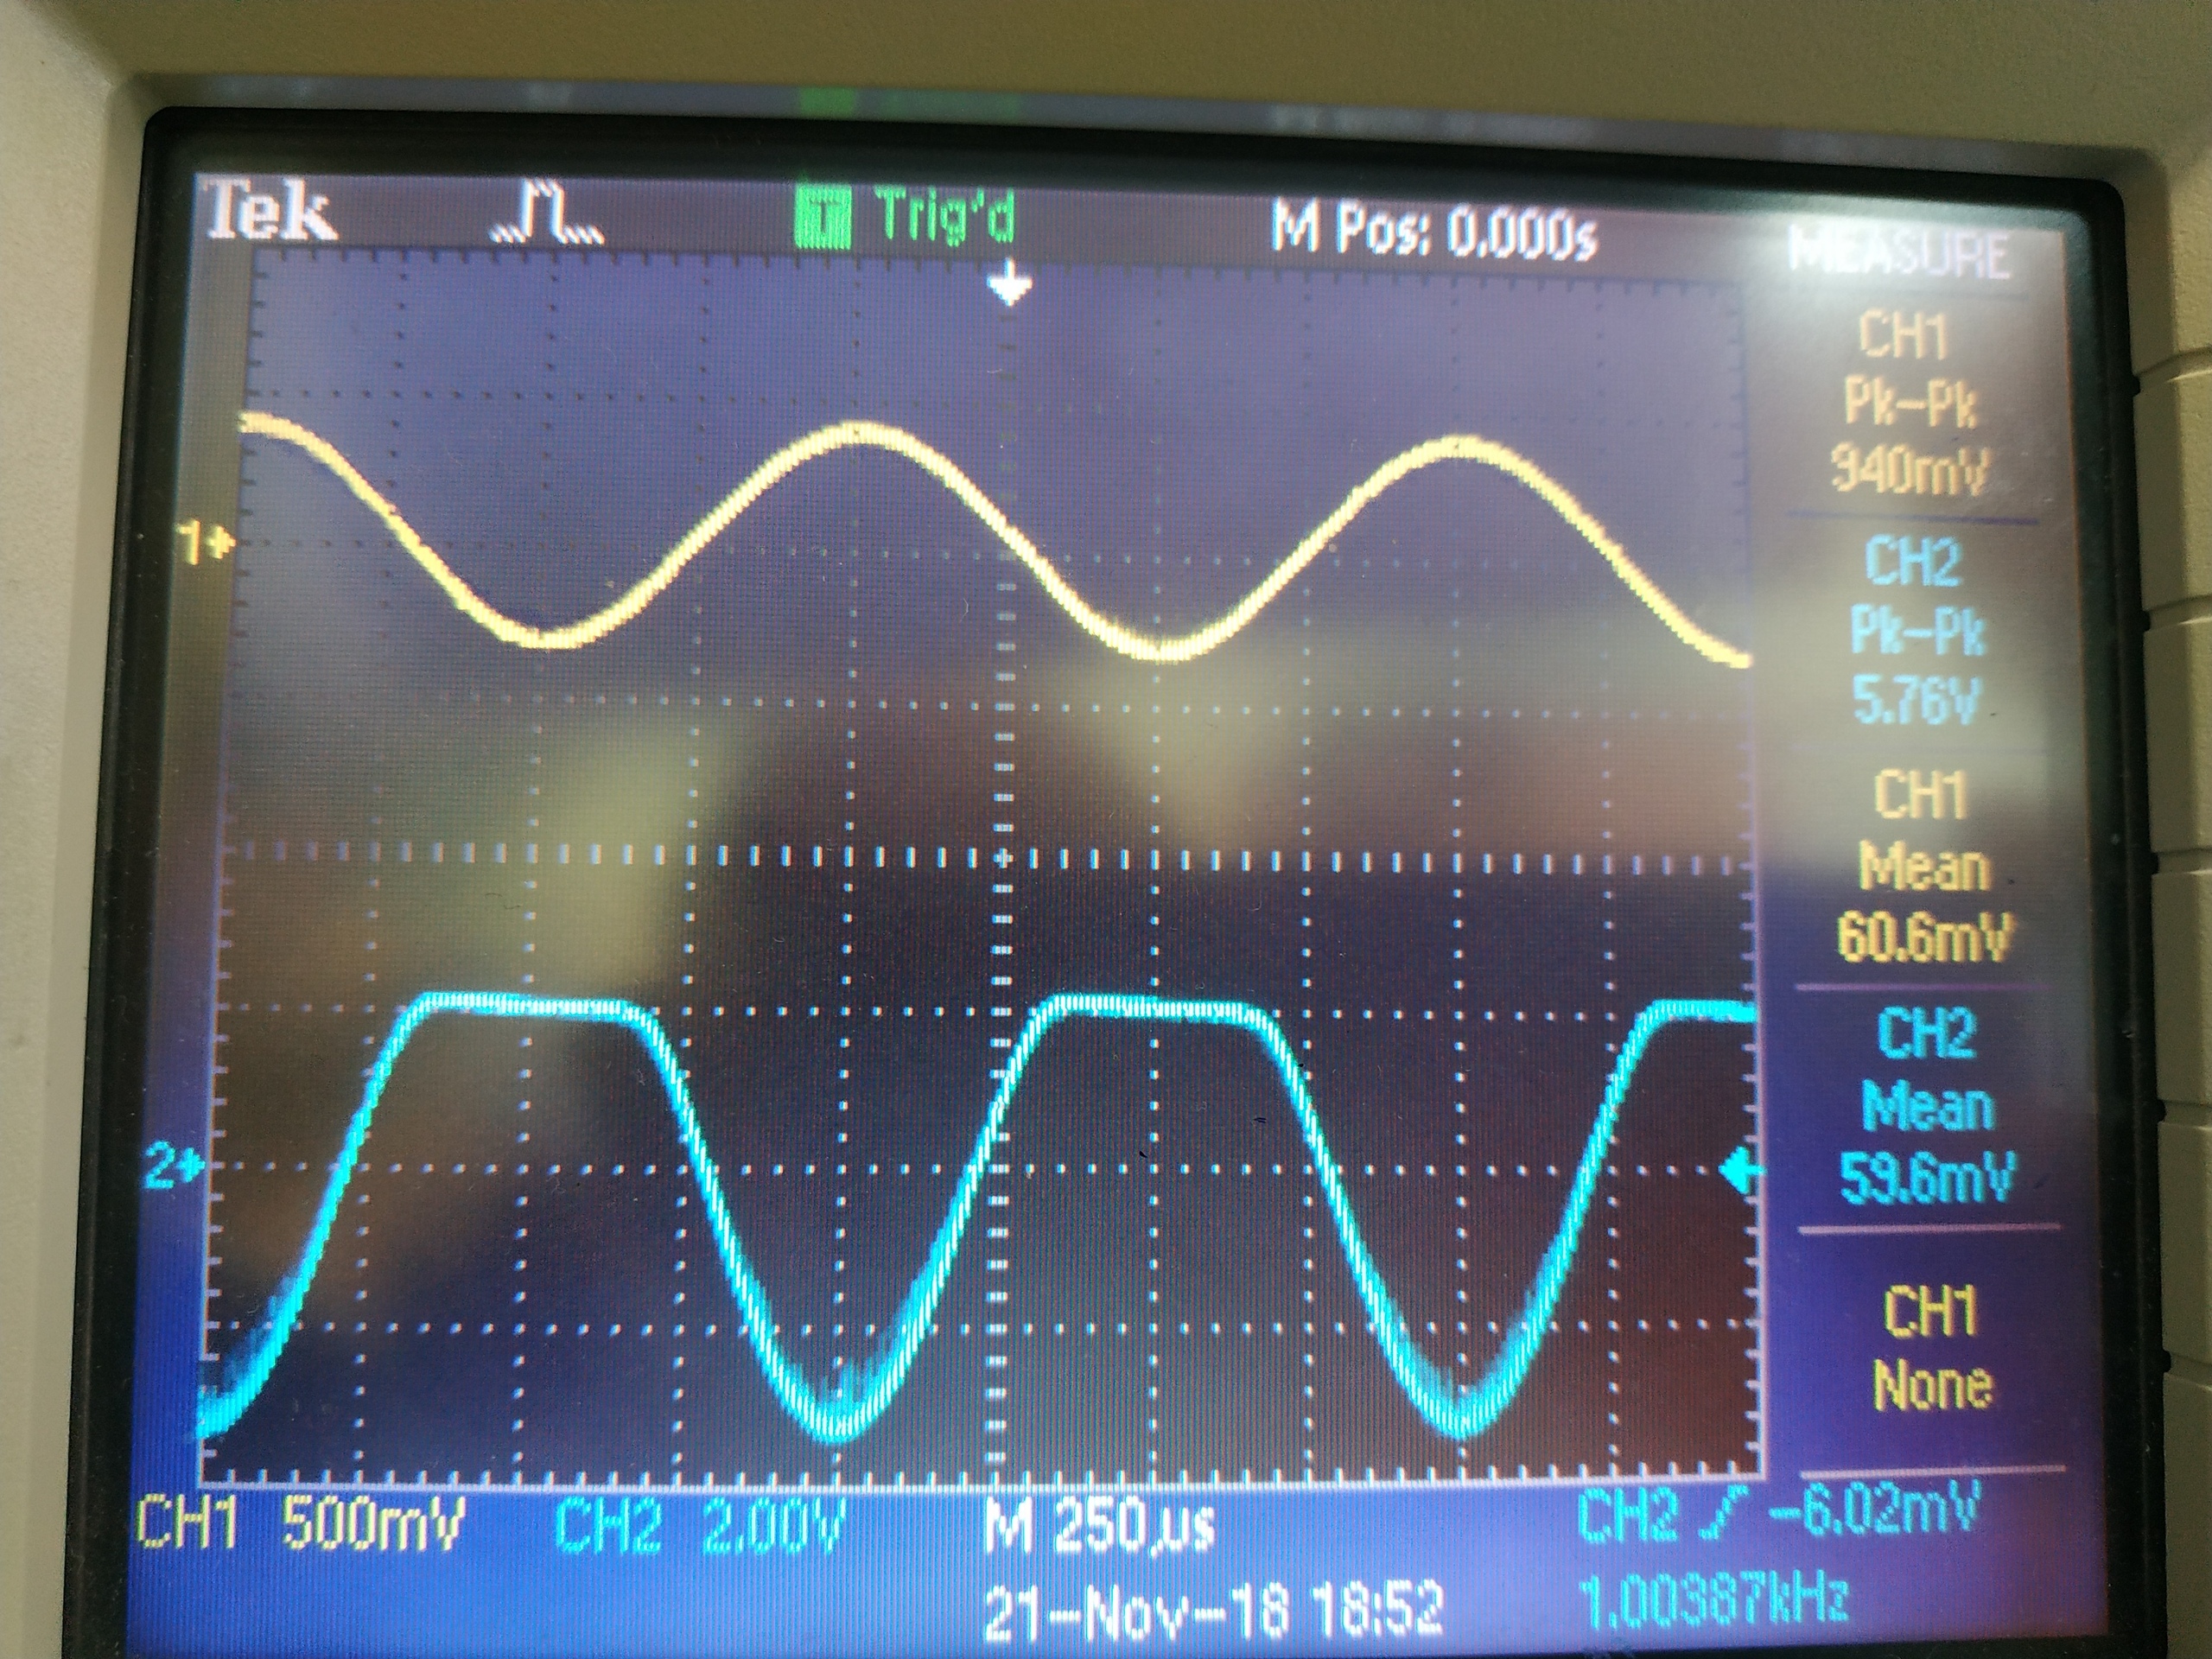 Tek
T Trig'd
M Pos: 0.000s
MEASURE
CH1
Pk-Pk
940mV
CH2
Pk-Pk
5.76V
CH1
Mean
60.6mV
CH2
Mean
59.6mV
CH1
None
1
2
CH1 500mV CH2 2.00V M 250µs CH2 -6.02mV
21-Nov-18 18:52 1.00387kHz